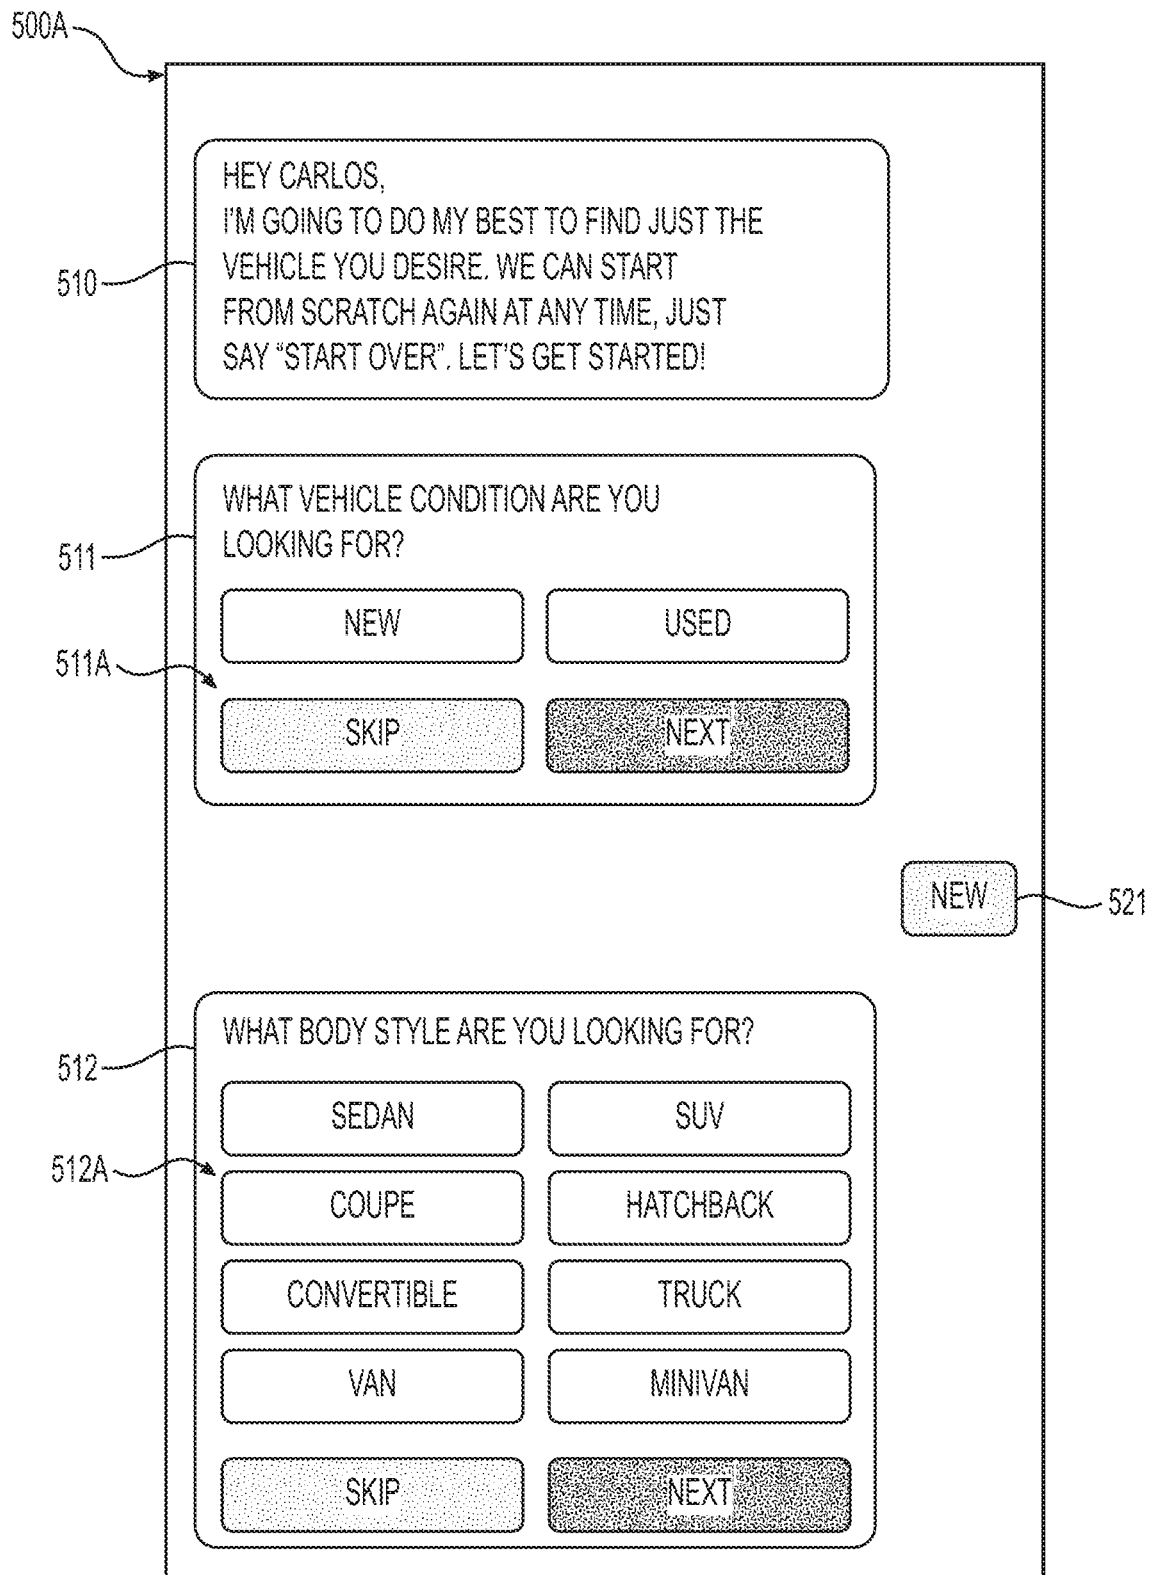 500A
HEY CARLOS,
I'M GOING TO DO MY BEST TO FIND JUST THE
VEHICLE YOU DESIRE. WE CAN START
FROM SCRATCH AGAIN AT ANY TIME, JUST
SAY “START OVER”. LET'S GET STARTED!
510
WHAT VEHICLE CONDITION ARE YOU
LOOKING FOR?
511
NEW USED
511A
SKIP NEXT
NEW
521
WHAT BODY STYLE ARE YOU LOOKING FOR?
512
SEDAN SUV
512A
COUPE HATCHBACK
CONVERTIBLE TRUCK
VAN MINIVAN
SKIP NEXT